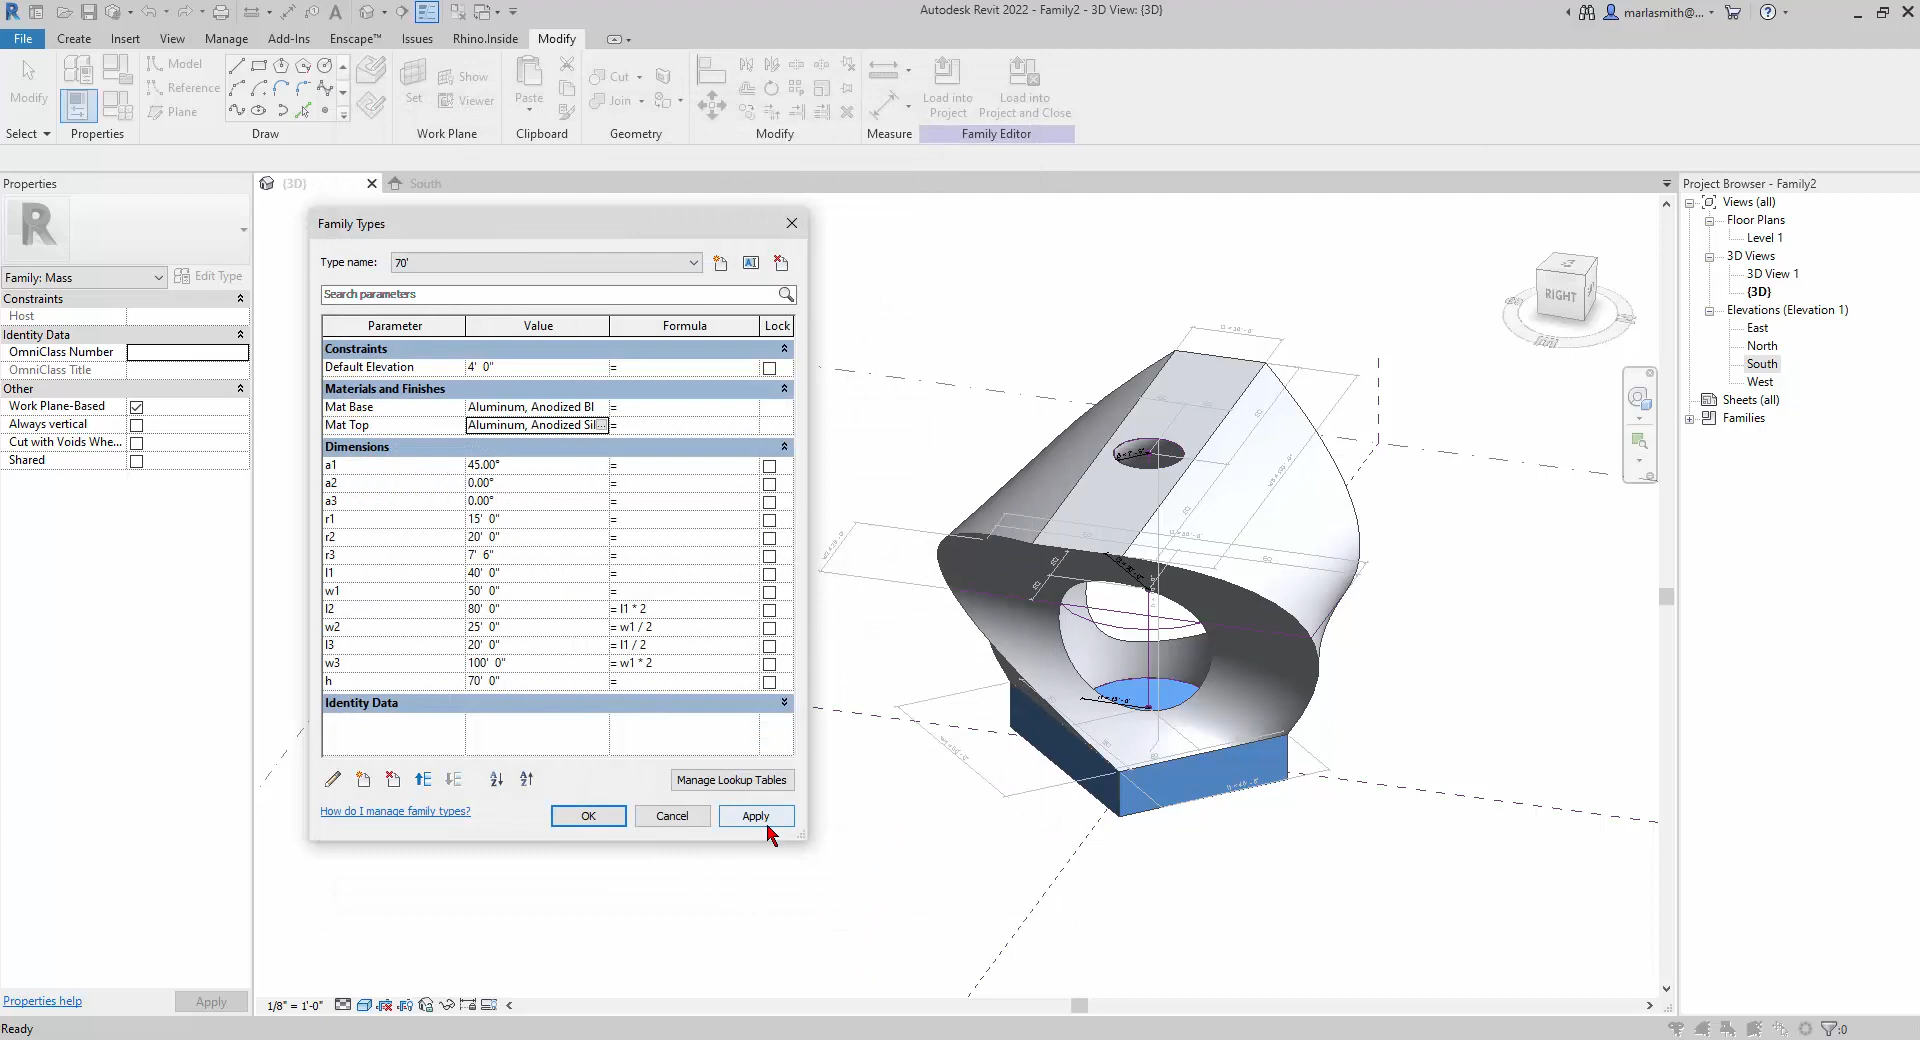 Autodesk Revit 2022 - Family2 - 3D View: {3D}
marlasmith@...
File Create Insert View Manage Add-Ins Enscape™ Issues Rhino.Inside Modify
Modify
Model
Reference
Plane
Set
Show
Viewer
Paste
Cut
Join
Load into
Project
Load into
Project and Close
Select Properties Draw Work Plane Clipboard Geometry Modify Measure Family Editor
Properties
Family: Mass
Edit Type
Constraints
Host
Identity Data
OmniClass Number
OmniClass Title
Other
Work Plane-Based
Always vertical
Cut with Voids Whe...
Shared
Properties help
Apply
{3D}
South
Family Types
Type name: 70'
Search parameters
Parameter Value Formula Lock
Constraints
Default Elevation 4' 0" =
Materials and Finishes
Mat Base Aluminum, Anodized Bl =
Mat Top Aluminum, Anodized Sil... =
Dimensions
a1 45.00° =
a2 0.00° =
a3 0.00° =
r1 15' 0" =
r2 20' 0" =
r3 7' 6" =
l1 40' 0" =
w1 50' 0" =
l2 80' 0" = l1 * 2
w2 25' 0" = w1 / 2
l3 20' 0" = l1 / 2
w3 100' 0" = w1 * 2
h 70' 0" =
Identity Data
Manage Lookup Tables
How do I manage family types?
OK Cancel Apply
RIGHT
Project Browser - Family2
Views (all)
Floor Plans
Level 1
3D Views
3D View 1
{3D}
Elevations (Elevation 1)
East
North
South
West
Sheets (all)
Families
1/8" = 1'-0"
Ready
:0